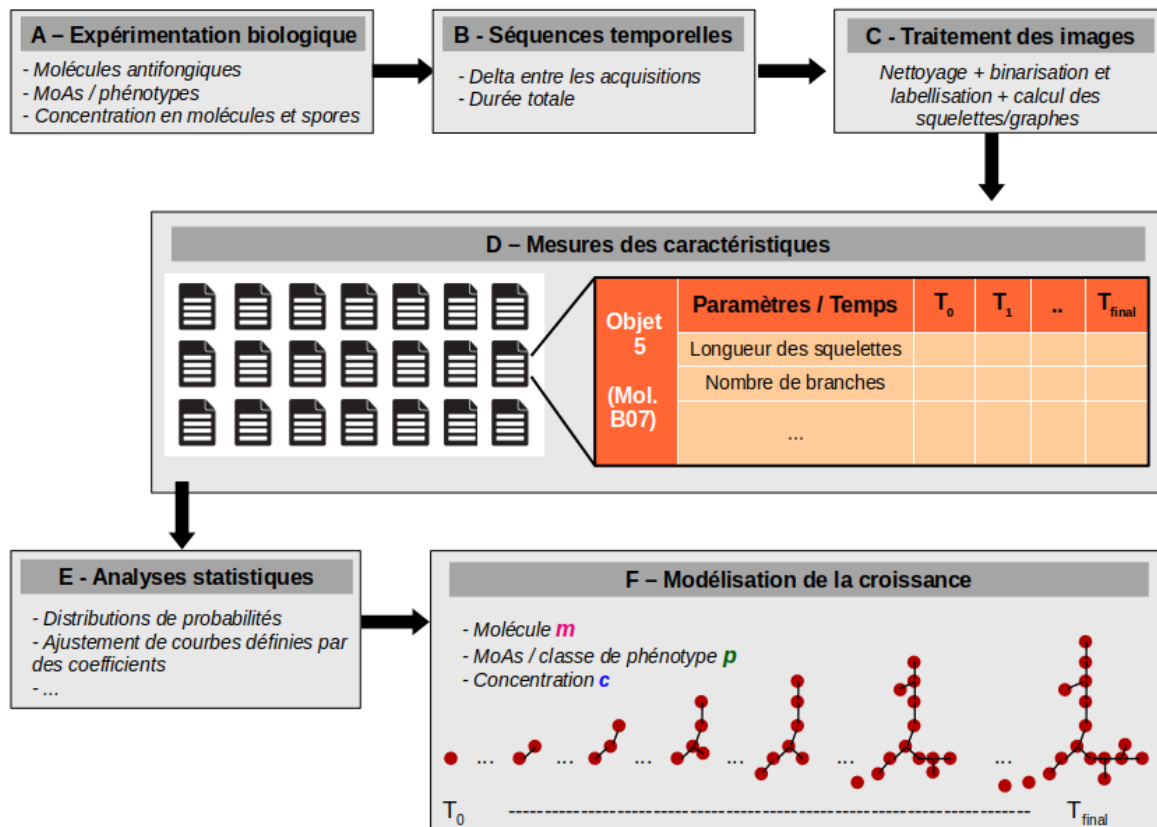 A – Expérimentation biologique
- Molécules antifongiques
- MoAs / phénotypes
- Concentration en molécules et spores
B - Séquences temporelles
- Delta entre les acquisitions
- Durée totale
C - Traitement des images
Nettoyage + binarisation et
labellisation + calcul des
squelettes/graphes
D – Mesures des caractéristiques
Objet
5
(Mol.
B07)
Paramètres / Temps T0 T1 .. Tfinal
Longueur des squelettes
Nombre de branches
...
E - Analyses statistiques
- Distributions de probabilités
- Ajustement de courbes définies par
des coefficients
- ...
F – Modélisation de la croissance
- Molécule m
- MoAs / classe de phénotype p
- Concentration c
... ... ... ... ... ...
T0 ---------------------------------------------------------------- Tfinal